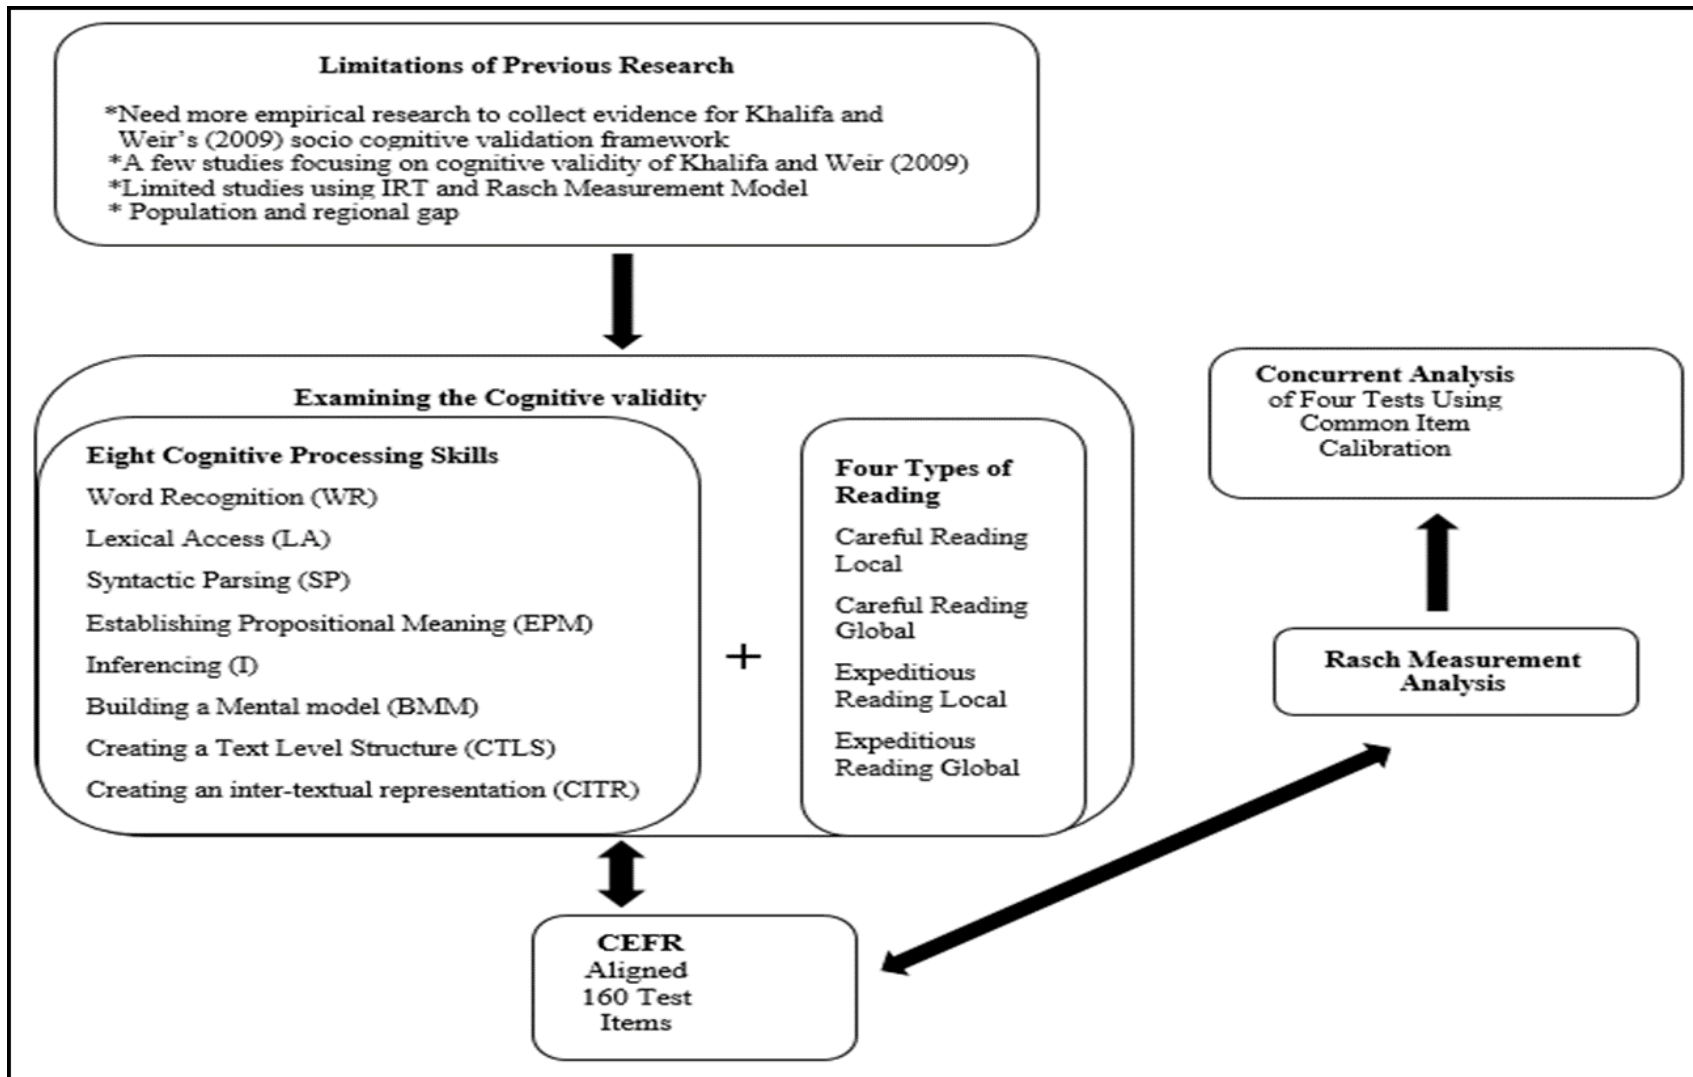 Limitations of Previous Research
*Need more empirical research to collect evidence for Khalifa and
Weir's (2009) socio cognitive validation framework
*A few studies focusing on cognitive validity of Khalifa and Weir (2009)
*Limited studies using IRT and Rasch Measurement Model
* Population and regional gap
Examining the Cognitive validity
Eight Cognitive Processing Skills
Word Recognition (WR)
Lexical Access (LA)
Syntactic Parsing (SP)
Establishing Propositional Meaning (EPM)
Inferencing (I)
Building a Mental model (BMM)
Creating a Text Level Structure (CTLS)
Creating an inter-textual representation (CITR)
+
Four Types of
Reading
Careful Reading
Local
Careful Reading
Global
Expeditious
Reading Local
Expeditious
Reading Global
CEFR
Aligned
160 Test
Items
Rasch Measurement
Analysis
Concurrent Analysis
of Four Tests Using
Common Item
Calibration